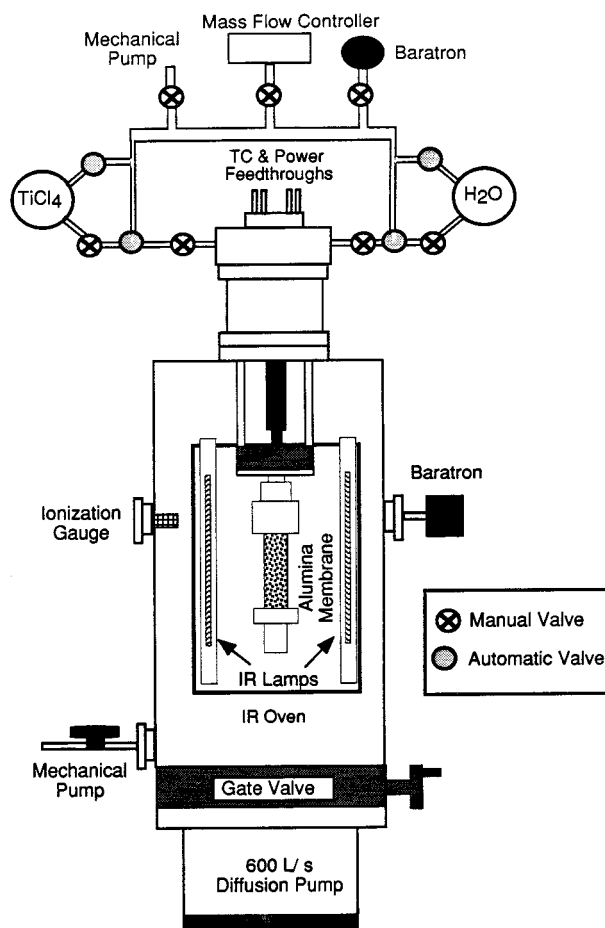 Mass Flow Controller
Mechanical
Pump
Baratron
TC & Power
Feedthroughs
TiCl4
H2O
Ionization
Gauge
Baratron
Alumina
Membrane
Manual Valve
Automatic Valve
IR Lamps
IR Oven
Mechanical
Pump
Gate Valve
600 L/ s
Diffusion Pump